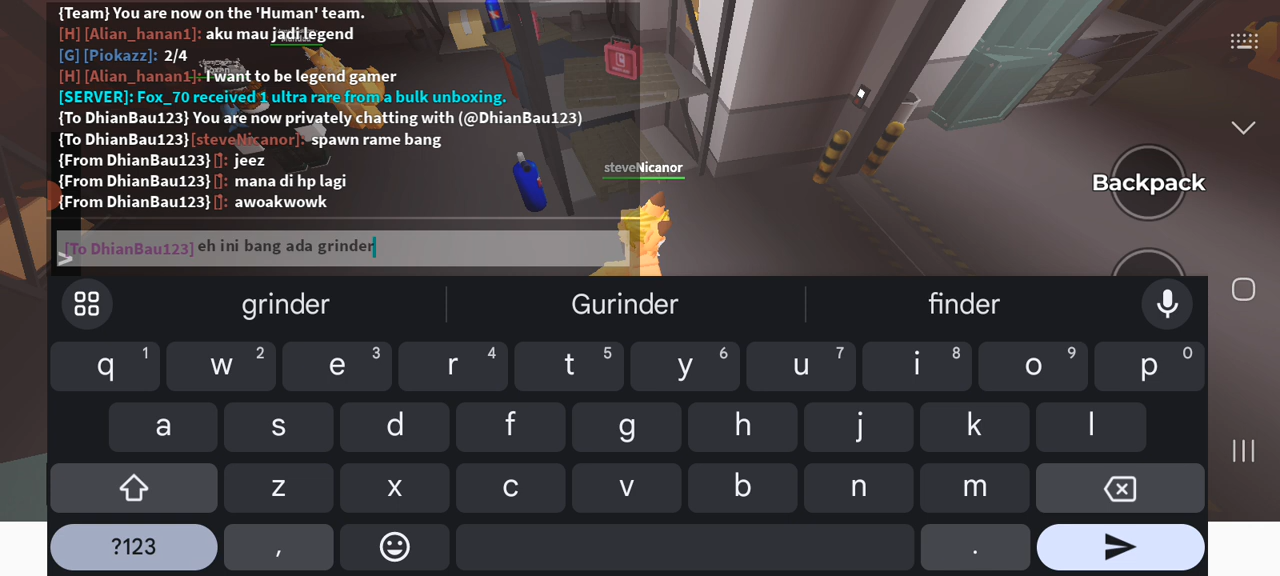 {Team} You are now on the 'Human' team.
[H] [Alian_hanan1]: aku mau jadi legend
[G] [Piokazz]: 2/4
[H] [Alian_hanan1]: I want to be legend gamer
[SERVER]: Fox_70 received 1 ultra rare from a bulk unboxing.
{To DhianBau123} You are now privately chatting with (@DhianBau123)
{To DhianBau123} [steveNicanor]: spawn rame bang
{From DhianBau123} : jeez
{From DhianBau123} : mana di hp lagi
{From DhianBau123} : awoakwowk
[To DhianBau123] eh ini bang ada grinder
>
steveNicanor
Backpack
grinder Gurinder finder
q 1 w 2 e 3 r 4 t 5 y 6 u 7 i 8 o 9 p 0
a s d f g h j k l
z x c v b n m
?123 , .